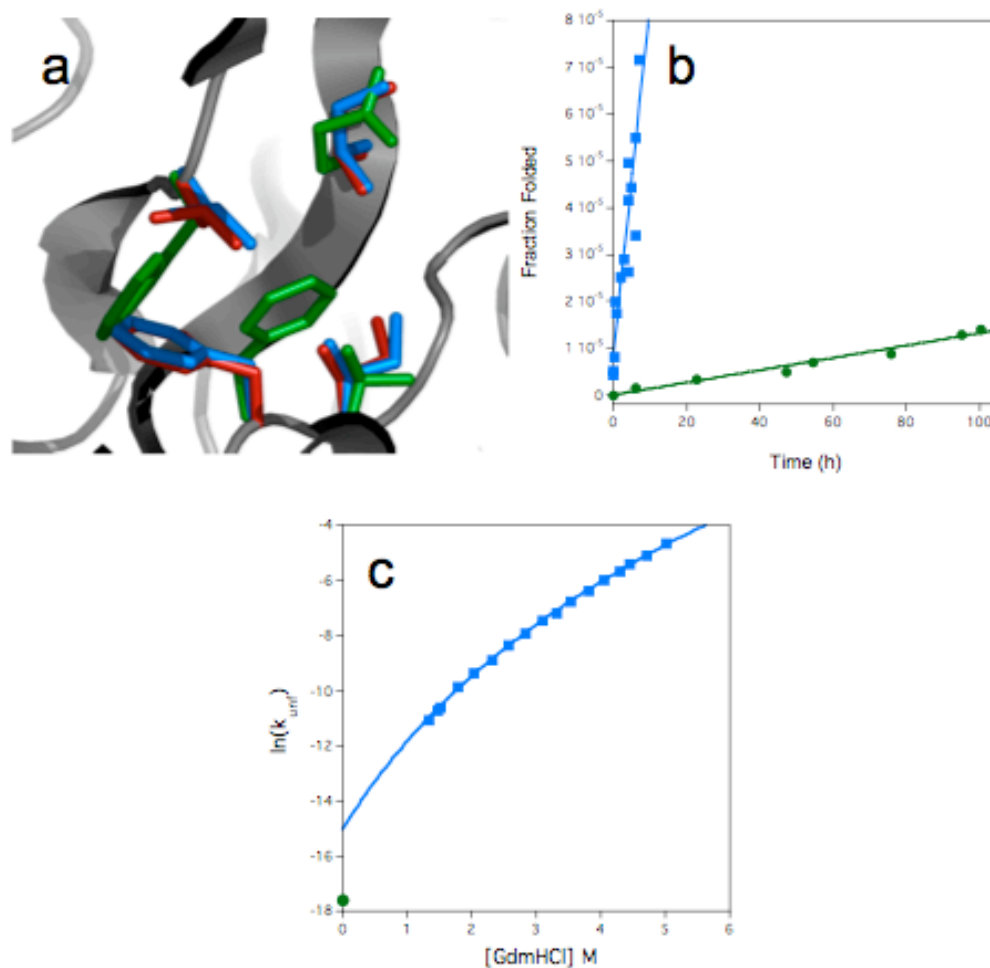 a
b
8 10⁻⁵
7 10⁻⁵
6 10⁻⁵
5 10⁻⁵
4 10⁻⁵
3 10⁻⁵
2 10⁻⁵
1 10⁻⁵
0
Fraction Folded
0 20 40 60 80 100
Time (h)
c
-4
-6
-8
-10
-12
-14
-16
-18
ln(k_unf)
0 1 2 3 4 5 6
[GdmHCl] M